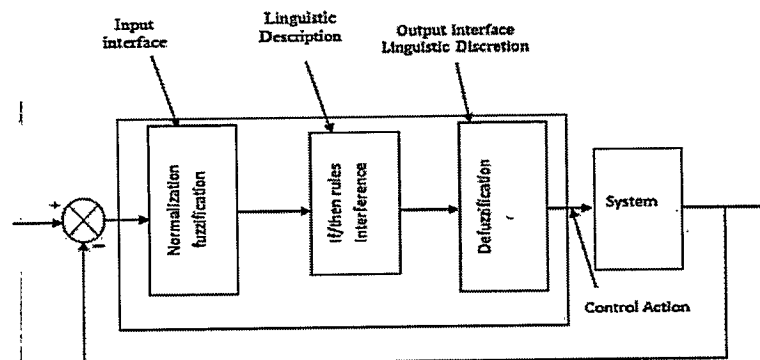 Input
interface
Linguistic
Description
Output Interface
Linguistic Discretion
+
−
Normalization
fuzzification
If/then rules
Interference
Defuzzification
System
Control Action